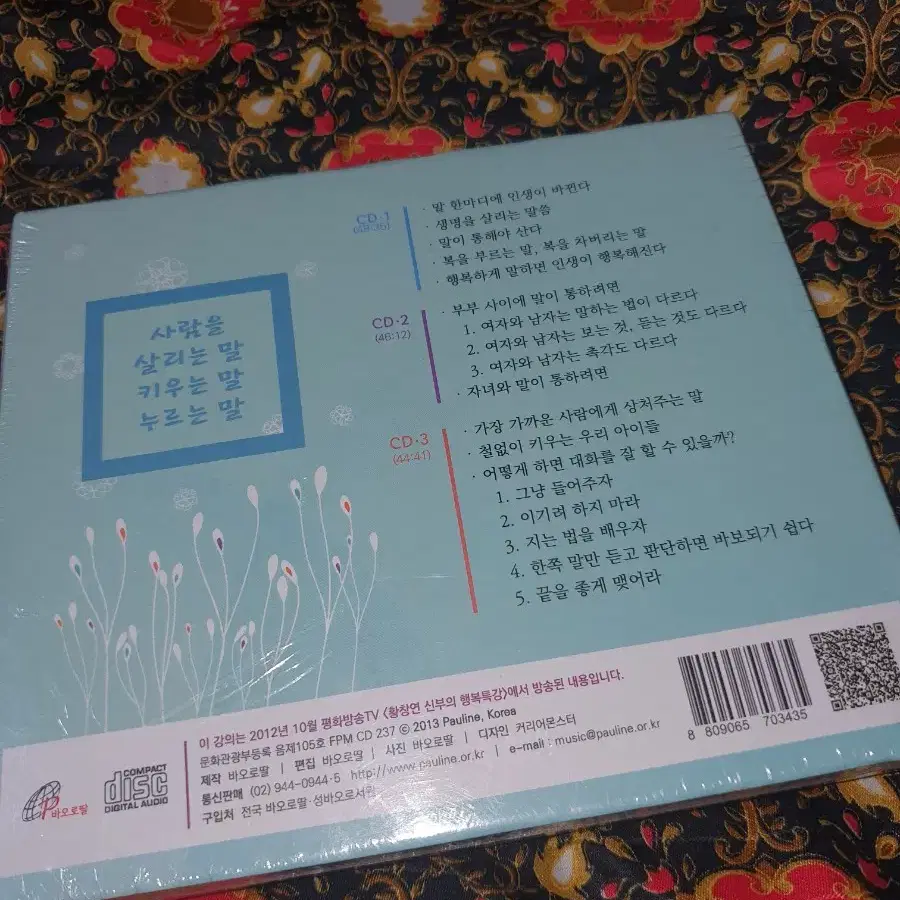 사람을
살리는 말
키우는 말
누르는 말
CD·1
(48:36)
· 말 한마디에 인생이 바뀐다
· 생명을 살리는 말씀
· 말이 통해야 산다
· 복을 부르는 말, 복을 차버리는 말
· 행복하게 말하면 인생이 행복해진다
CD·2
(46:12)
· 부부 사이에 말이 통하려면
1. 여자와 남자는 말하는 법이 다르다
2. 여자와 남자는 보는 것, 듣는 것도 다르다
3. 여자와 남자는 촉각도 다르다
· 자녀와 말이 통하려면
CD·3
(44:41)
· 가장 가까운 사람에게 상처주는 말
· 철없이 키우는 우리 아이들
· 어떻게 하면 대화를 잘 할 수 있을까?
1. 그냥 들어주자
2. 이기려 하지 마라
3. 지는 법을 배우자
4. 한쪽 말만 듣고 판단하면 바보되기 쉽다
5. 끝을 좋게 맺어라
이 강의는 2012년 10월 평화방송TV 〈황창연 신부의 행복특강〉에서 방송된 내용입니다.
문화관광부등록 음제105호 FPM CD 237 ⓒ 2013 Pauline, Korea
제작 바오로딸 | 편집 바오로딸 | 사진 바오로딸 | 디자인 커리어몬스터
통신판매 (02) 944-0944·5 http://www.pauline.or.kr | e-mail : music@pauline.or.kr
구입처 전국 바오로딸·성바오로서원
바오로딸
COMPACT
disc
DIGITAL AUDIO
8 809065 703435